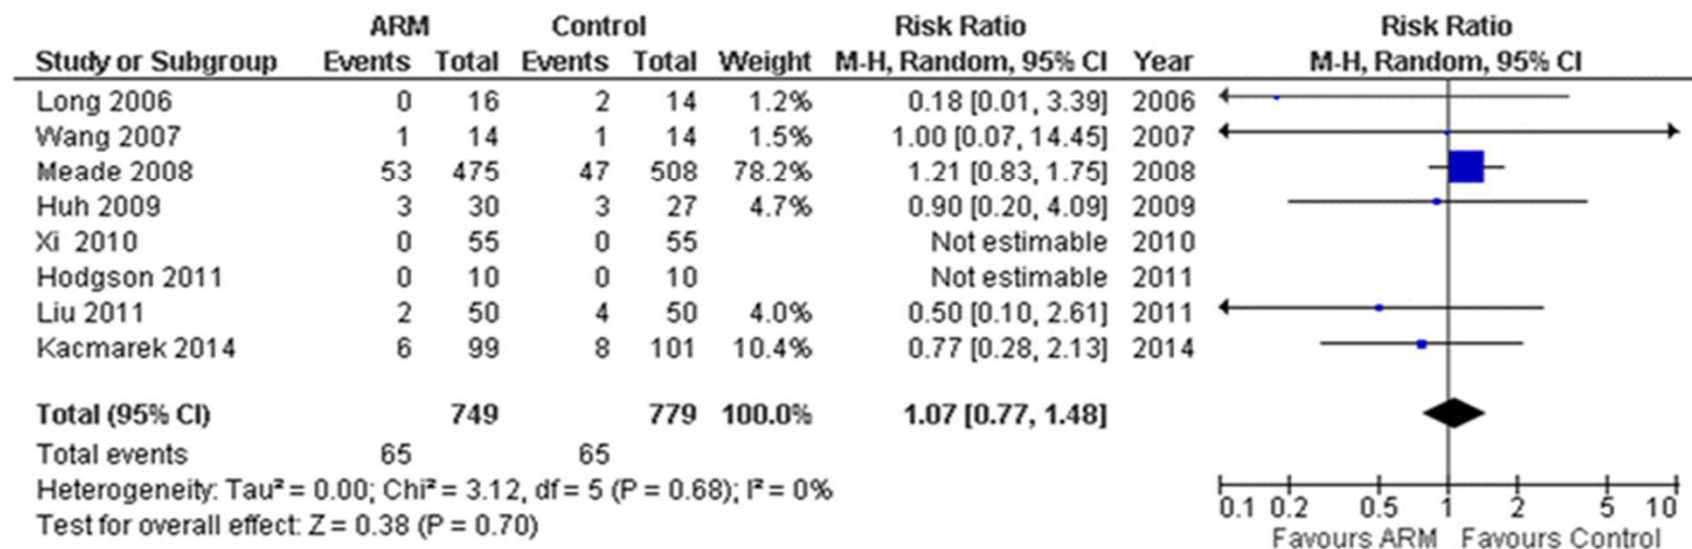 ARM Control Risk Ratio Risk Ratio
Study or Subgroup Events Total Events Total Weight M-H, Random, 95% CI Year M-H, Random, 95% CI
Long 2006 0 16 2 14 1.2% 0.18 [0.01, 3.39] 2006
Wang 2007 1 14 1 14 1.5% 1.00 [0.07, 14.45] 2007
Meade 2008 53 475 47 508 78.2% 1.21 [0.83, 1.75] 2008
Huh 2009 3 30 3 27 4.7% 0.90 [0.20, 4.09] 2009
Xi 2010 0 55 0 55 Not estimable 2010
Hodgson 2011 0 10 0 10 Not estimable 2011
Liu 2011 2 50 4 50 4.0% 0.50 [0.10, 2.61] 2011
Kacmarek 2014 6 99 8 101 10.4% 0.77 [0.28, 2.13] 2014
Total (95% CI) 749 779 100.0% 1.07 [0.77, 1.48]
Total events 65 65
Heterogeneity: Tau² = 0.00; Chi² = 3.12, df = 5 (P = 0.68); I² = 0%
Test for overall effect: Z = 0.38 (P = 0.70)
0.1 0.2 0.5 1 2 5 10
Favours ARM Favours Control